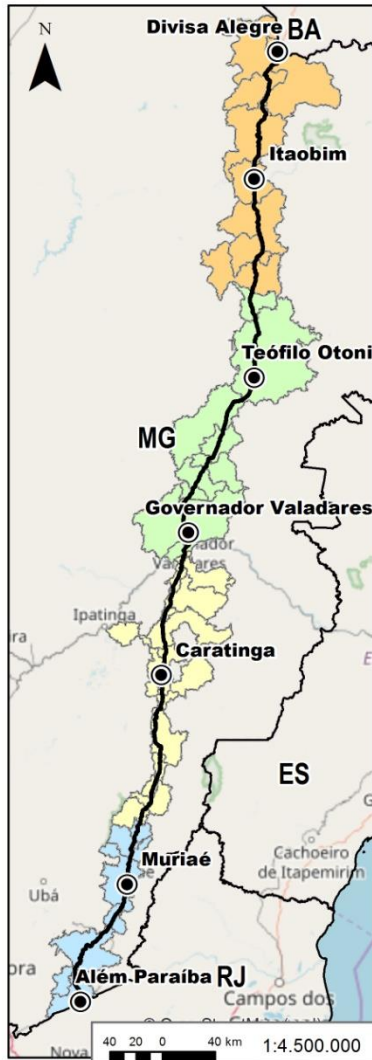 Divisa Alegre
BA
N
Itaobim
Teófilo Otoni
MG
Governador Valadares
Ipatinga
Caratinga
ES
Cachoeiro
de Itapemirim
Muriaé
Ubá
Além Paraíba
RJ
Campos dos
Nova
40 20 0 40 km
1:4.500.000